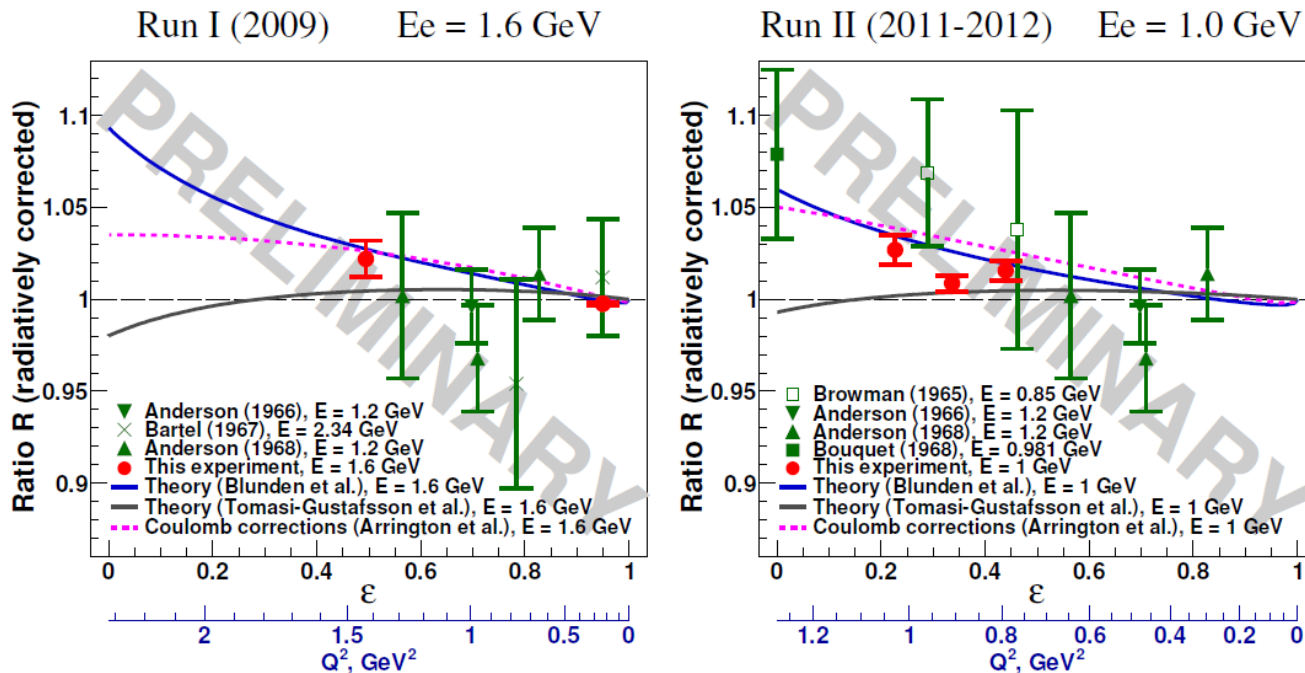 Run I (2009) Ee = 1.6 GeV
Ratio R (radiatively corrected)
1.1
1.05
1
0.95
0.9
PRELIMINARY
Anderson (1966), E = 1.2 GeV
Bartel (1967), E = 2.34 GeV
Anderson (1968), E = 1.2 GeV
This experiment, E = 1.6 GeV
Theory (Blunden et al.), E = 1.6 GeV
Theory (Tomasi-Gustafsson et al.), E = 1.6 GeV
Coulomb corrections (Arrington et al.), E = 1.6 GeV
0 0.2 0.4 0.6 0.8 1
ε
2 1.5 1 0.5 0
Q², GeV²
Run II (2011-2012) Ee = 1.0 GeV
Ratio R (radiatively corrected)
1.1
1.05
1
0.95
0.9
PRELIMINARY
Browman (1965), E = 0.85 GeV
Anderson (1966), E = 1.2 GeV
Anderson (1968), E = 1.2 GeV
Bouquet (1968), E = 0.981 GeV
This experiment, E = 1 GeV
Theory (Blunden et al.), E = 1 GeV
Theory (Tomasi-Gustafsson et al.), E = 1 GeV
Coulomb corrections (Arrington et al.), E = 1 GeV
0 0.2 0.4 0.6 0.8 1
ε
1.2 1 0.8 0.6 0.4 0.2 0
Q², GeV²